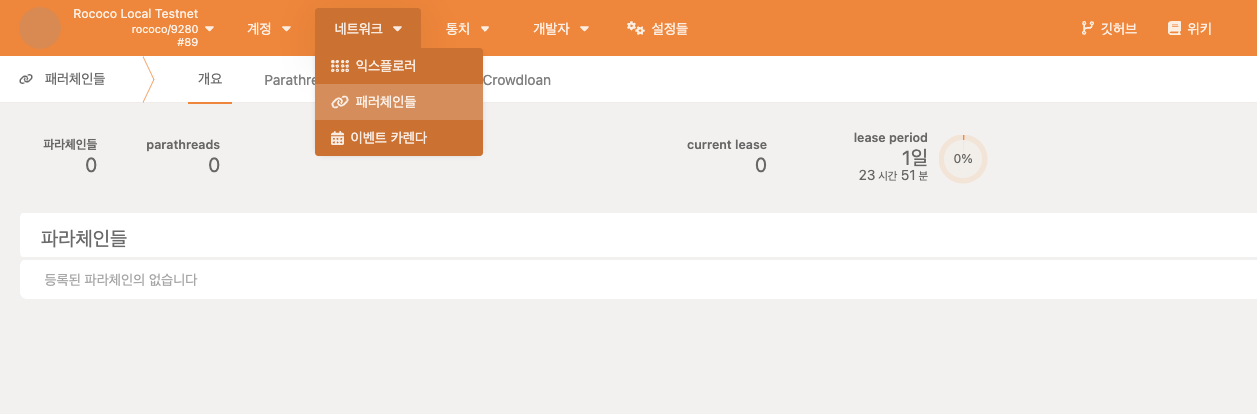 Rococo Local Testnet
rococo/9280
#89
계정
네트워크
통치
개발자
설정들
깃허브
위키
익스플로러
패러체인들
이벤트 카렌다
패러체인들
개요
Parathre
Crowdloan
파라체인들
0
parathreads
0
current lease
0
lease period
1일
23 시간 51 분
0%
파라체인들
등록된 파라체인의 없습니다